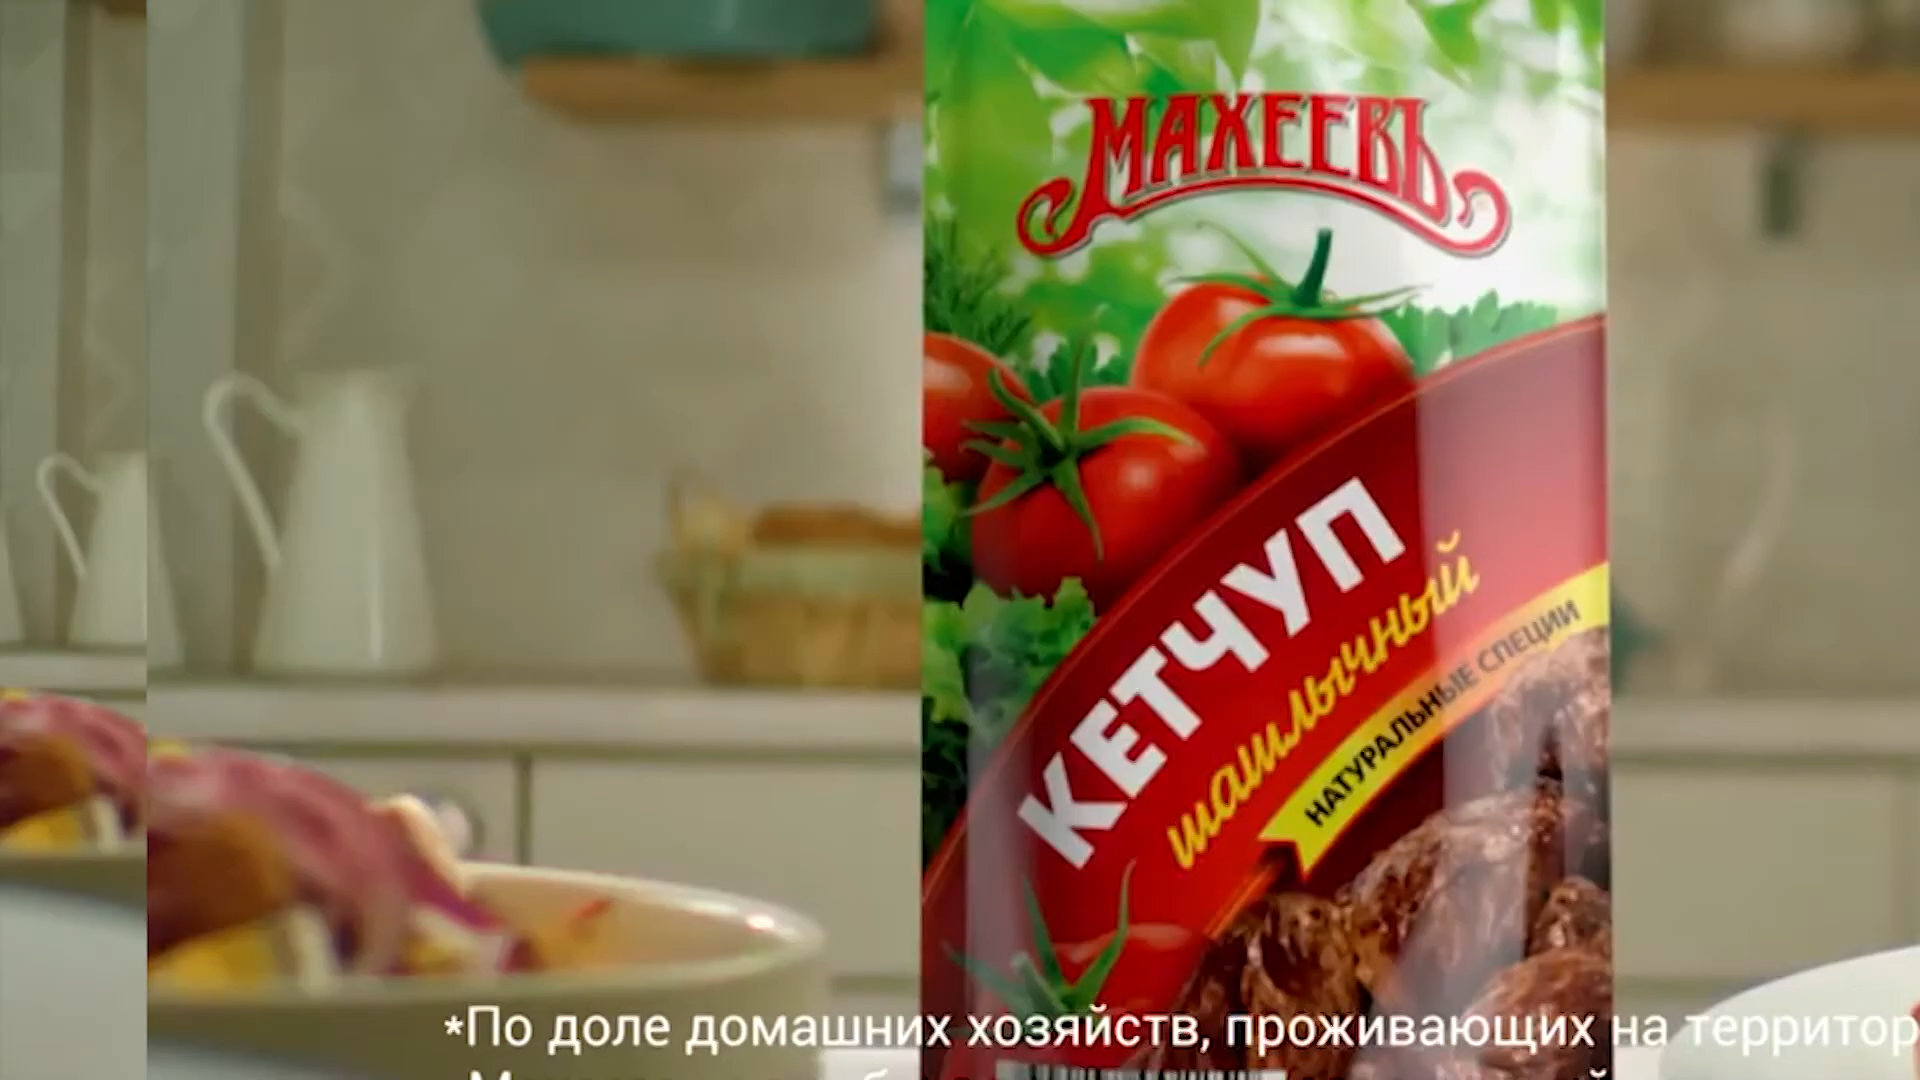 МАХЕЕВЪ
КЕТЧУП
шашлычный
НАТУРАЛЬНЫЕ СПЕЦИИ
*По доле домашних хозяйств, проживающих на территор